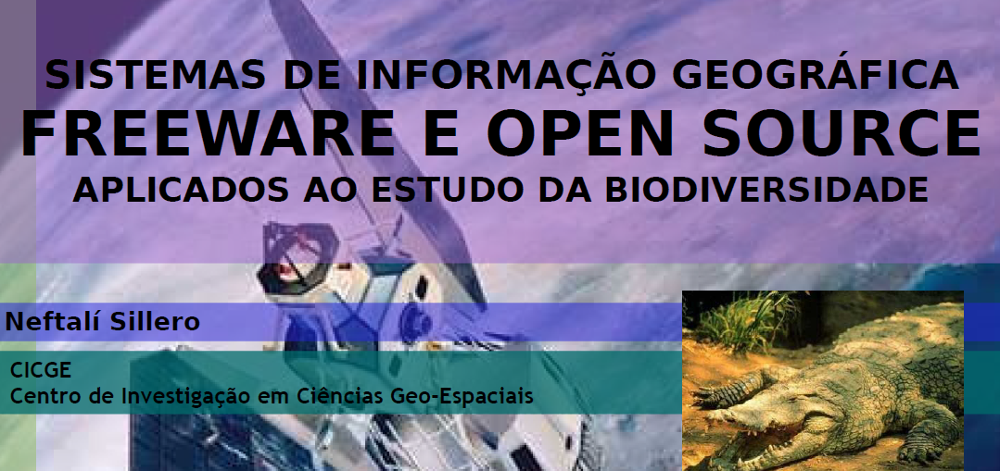 SISTEMAS DE INFORMAÇÃO GEOGRÁFICA
FREEWARE E OPEN SOURCE
APLICADOS AO ESTUDO DA BIODIVERSIDADE
Neftalí Sillero
CICGE
Centro de Investigação em Ciências Geo-Espaciais